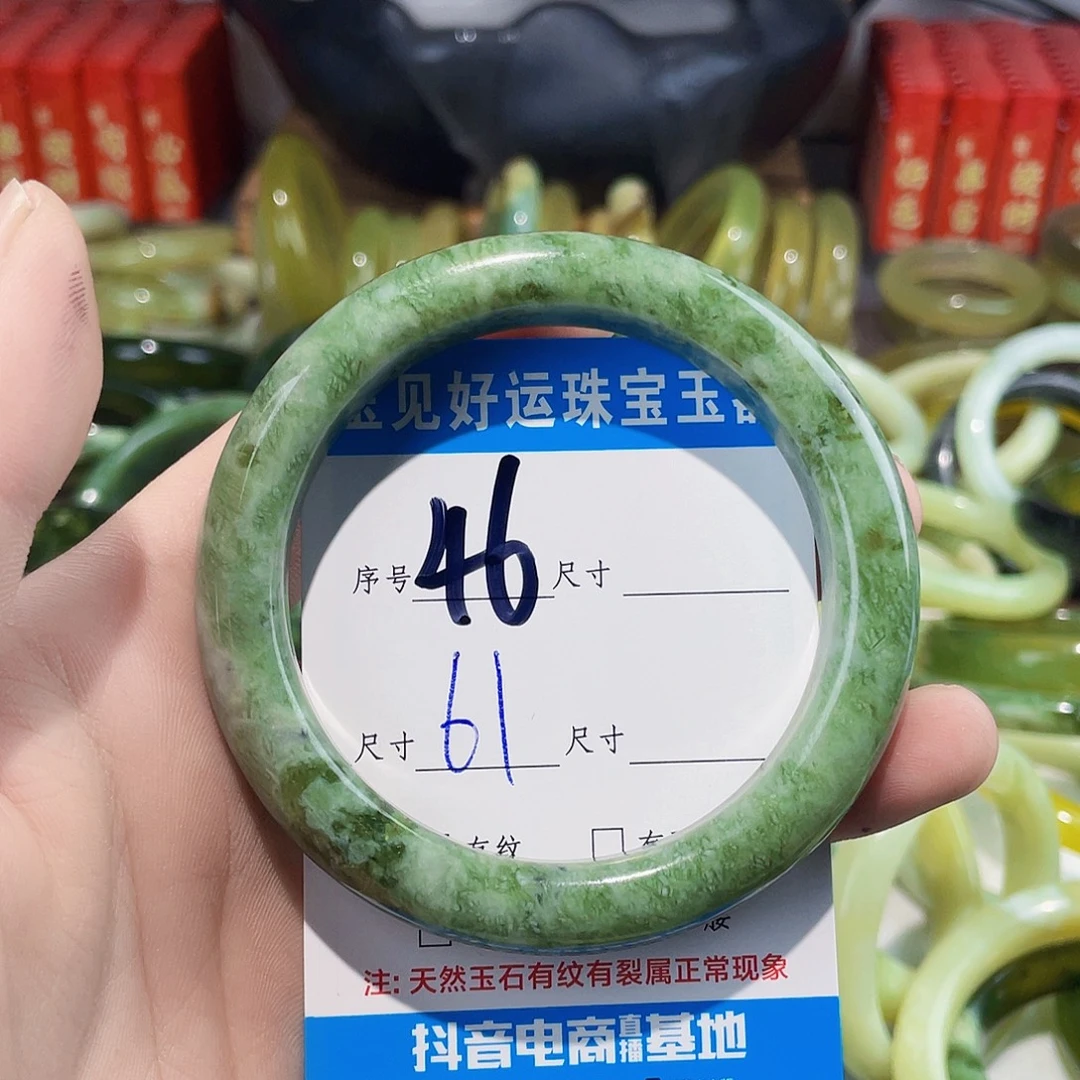 见好运珠宝玉
序号 46 尺寸
尺寸 61 尺寸
有纹
注: 天然玉石有纹有裂属正常现象
抖音电商直播基地